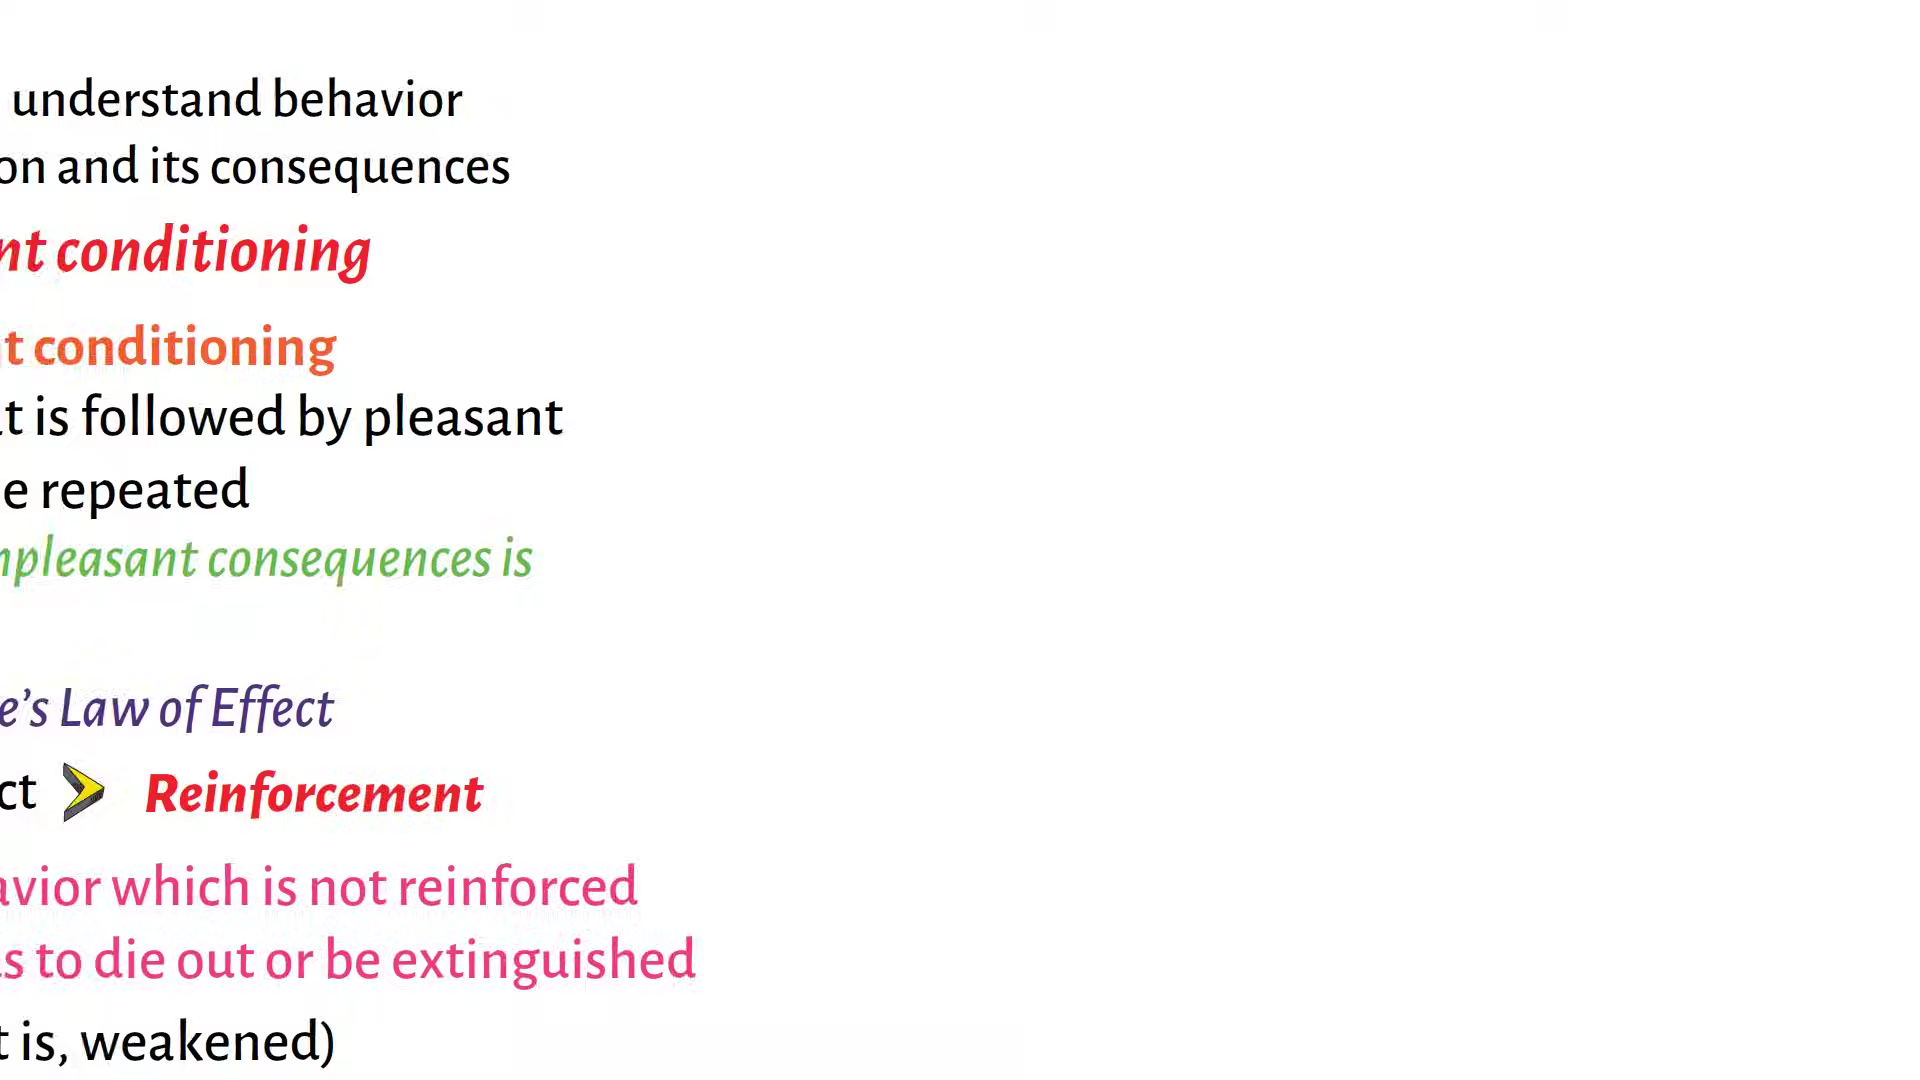 understand behavior
on and its consequences
nt conditioning
t conditioning
t is followed by pleasant
e repeated
npleasant consequences is
e’s Law of Effect
ct Reinforcement
avior which is not reinforced
s to die out or be extinguished
t is, weakened)